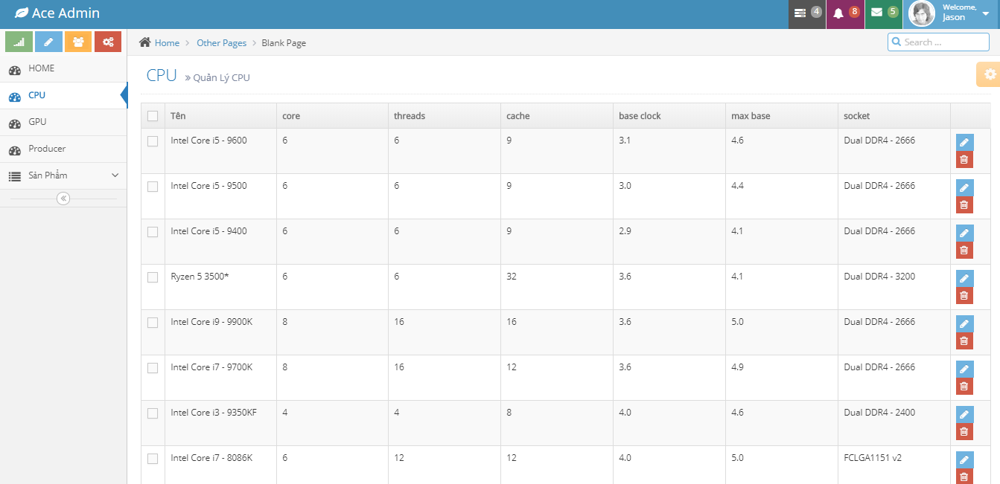 Ace Admin
4
8
5
Welcome,
Jason
Home
Other Pages
Blank Page
Search ...
HOME
CPU
GPU
Producer
Sản Phẩm
CPU » Quản Lý CPU
Tên core threads cache base clock max base socket
Intel Core i5 - 9600 6 6 9 3.1 4.6 Dual DDR4 - 2666
Intel Core i5 - 9500 6 6 9 3.0 4.4 Dual DDR4 - 2666
Intel Core i5 - 9400 6 6 9 2.9 4.1 Dual DDR4 - 2666
Ryzen 5 3500* 6 6 32 3.6 4.1 Dual DDR4 - 3200
Intel Core i9 - 9900K 8 16 16 3.6 5.0 Dual DDR4 - 2666
Intel Core i7 - 9700K 8 16 12 3.6 4.9 Dual DDR4 - 2666
Intel Core i3 - 9350KF 4 4 8 4.0 4.6 Dual DDR4 - 2400
Intel Core i7 - 8086K 6 12 12 4.0 5.0 FCLGA1151 v2